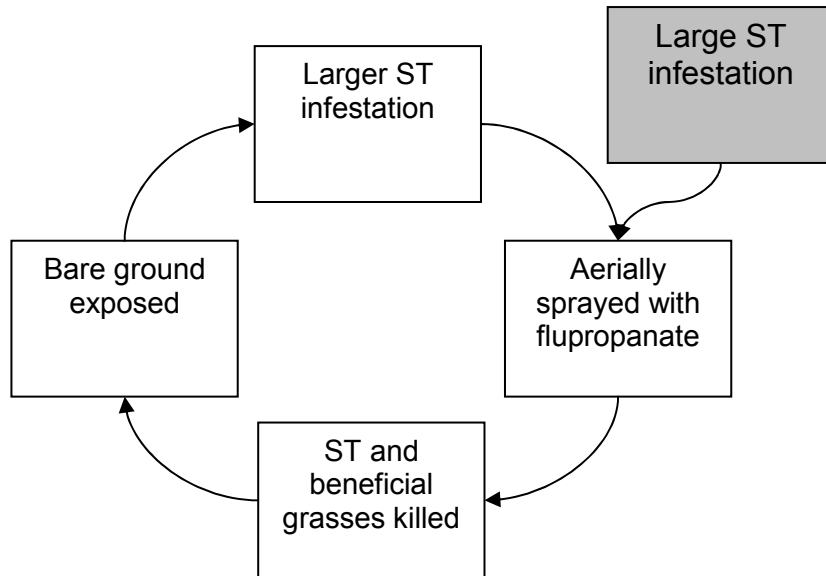 Large ST
infestation
Larger ST
infestation
Aerially
sprayed with
flupropanate
ST and
beneficial
grasses killed
Bare ground
exposed